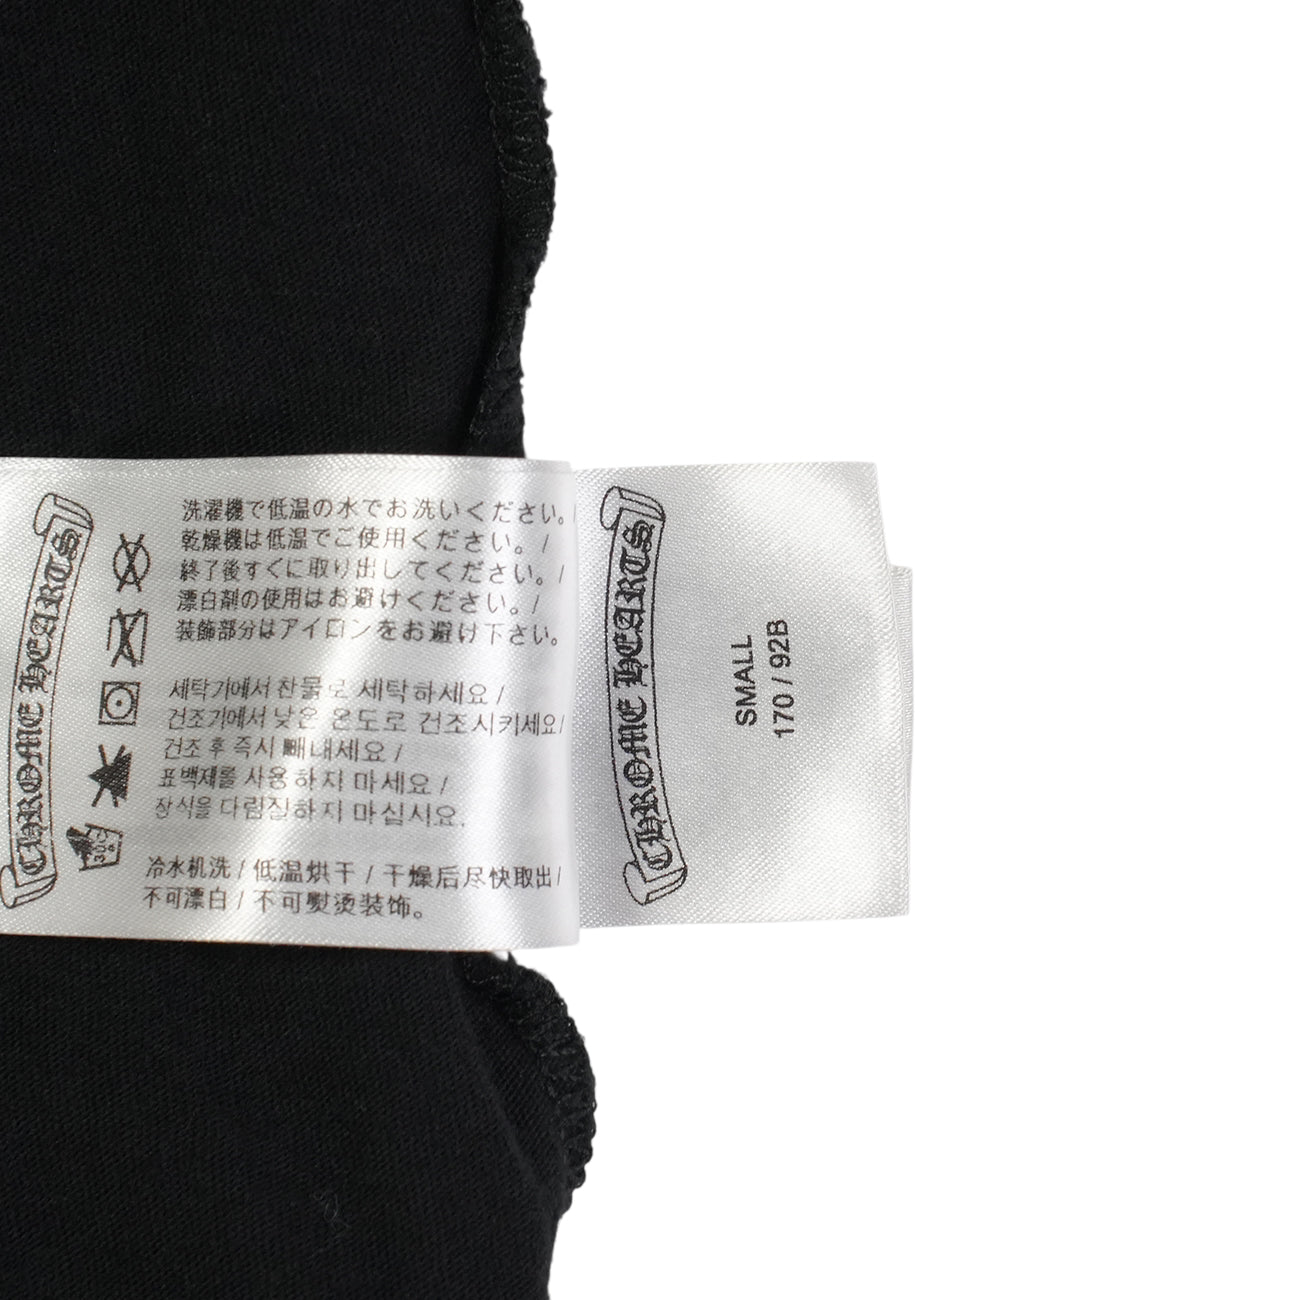 CHROME HEARTS
洗濯機で低温の水でお洗いください。/
乾燥機は低温でご使用ください。/
終了後すぐに取り出してください。/
漂白剤の使用はお避けください。/
装飾部分はアイロンをお避け下さい。
세탁기에서 찬물로 세탁하세요 /
건조기에서 낮은 온도로 건조시키세요/
건조 후 즉시 빼내세요 /
표백제를 사용하지 마세요 /
장식을 다림질하지 마십시요.
冷水机洗 / 低温烘干 / 干燥后尽快取出/
不可漂白 / 不可熨烫装饰。
30C
CHROME HEARTS
SMALL
170 / 92B